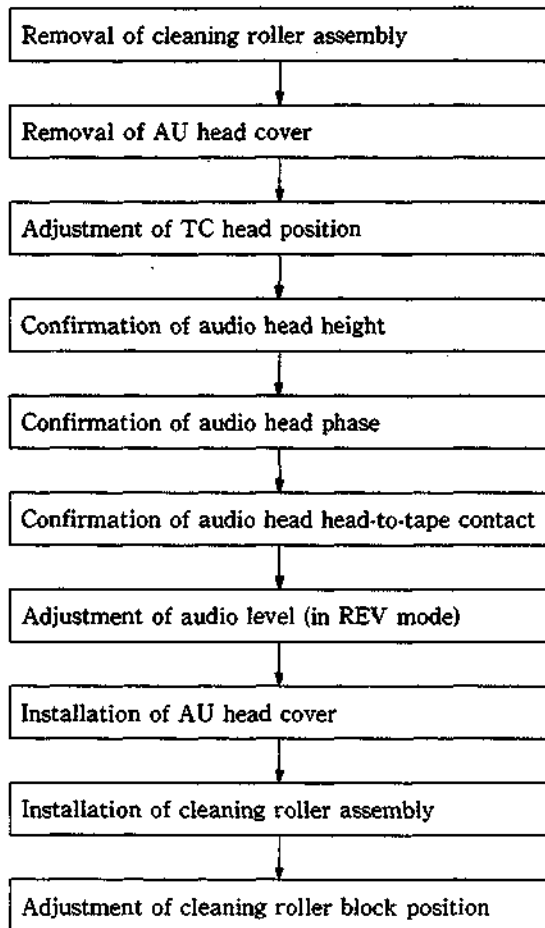 Removal of cleaning roller assembly
Removal of AU head cover
Adjustment of TC head position
Confirmation of audio head height
Confirmation of audio head phase
Confirmation of audio head head-to-tape contact
Adjustment of audio level (in REV mode)
Installation of AU head cover
Installation of cleaning roller assembly
Adjustment of cleaning roller block position